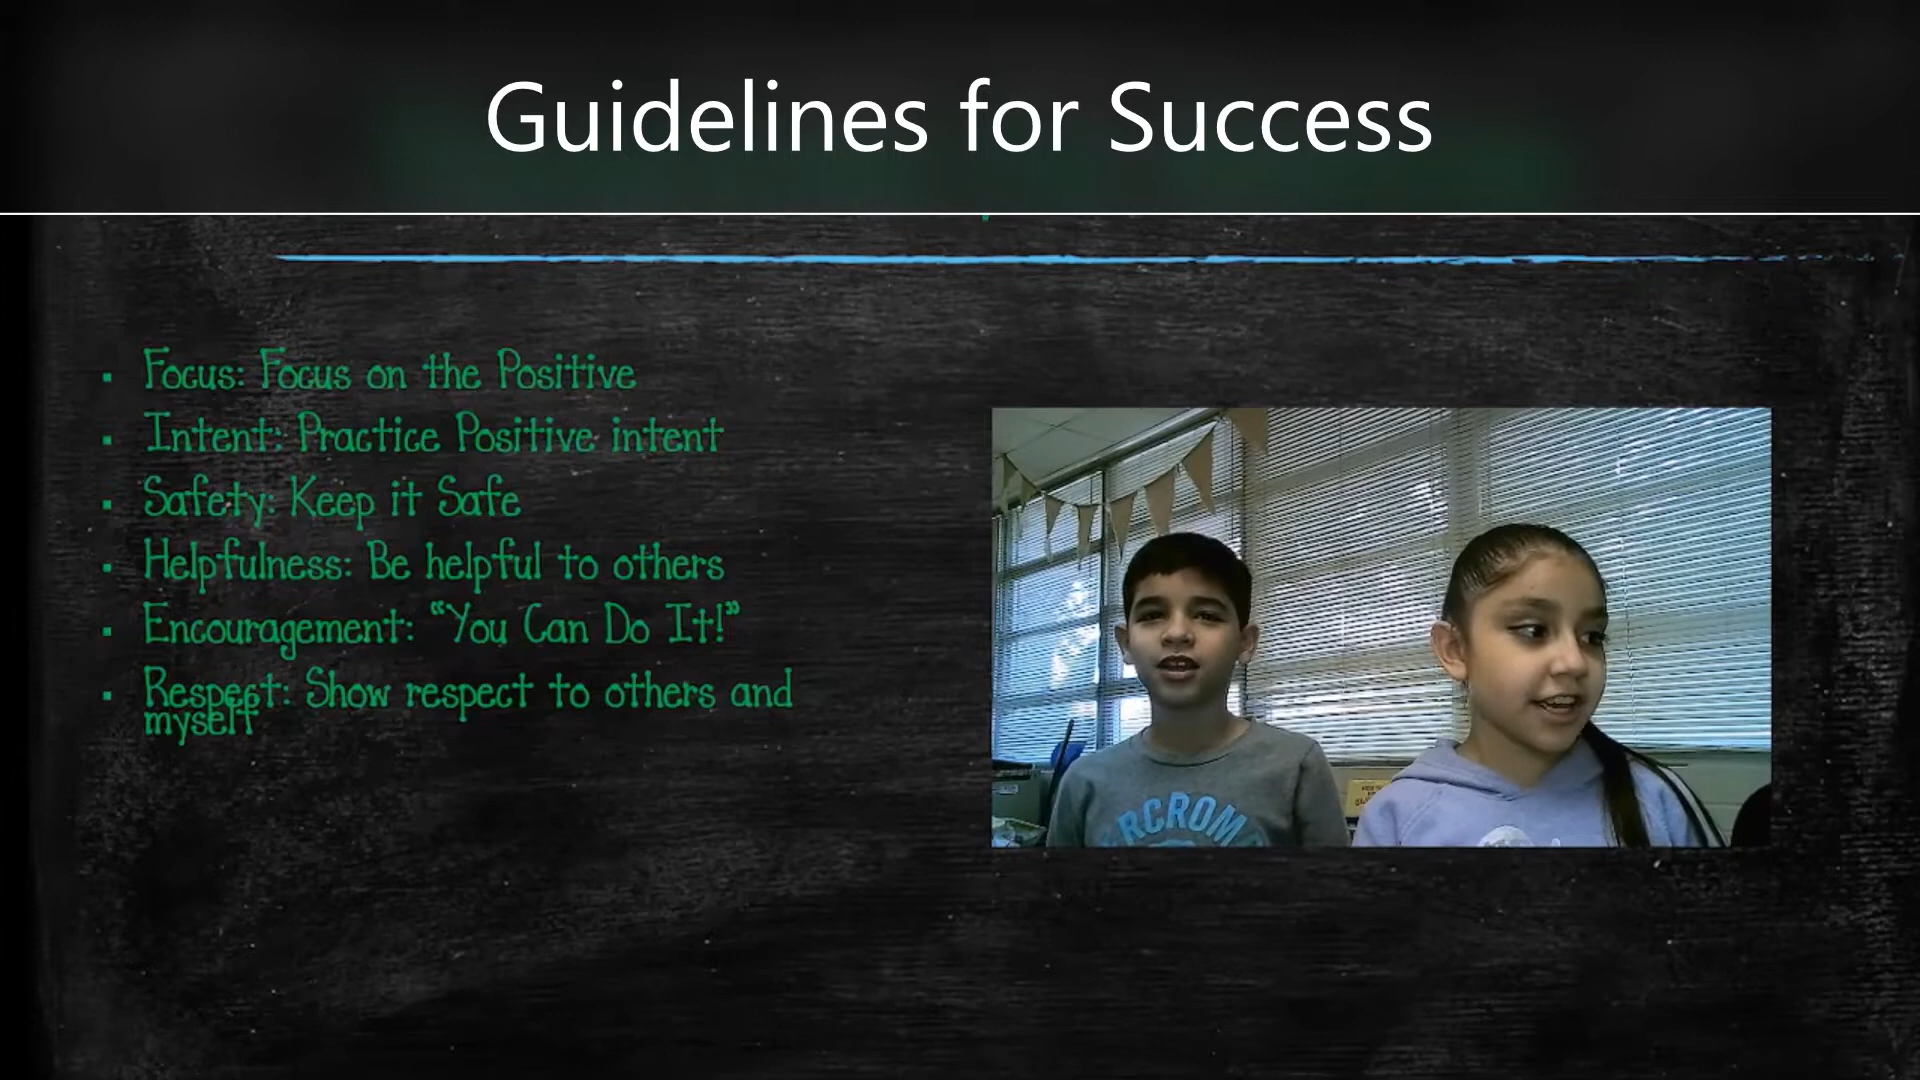 Guidelines for Success
Focus: Focus on the Positive
Intent: Practice Positive intent
Safety: Keep it Safe
Helpfulness: Be helpful to others
Encouragement: “You Can Do It!”
Respect: Show respect to others and
myself
RCROM